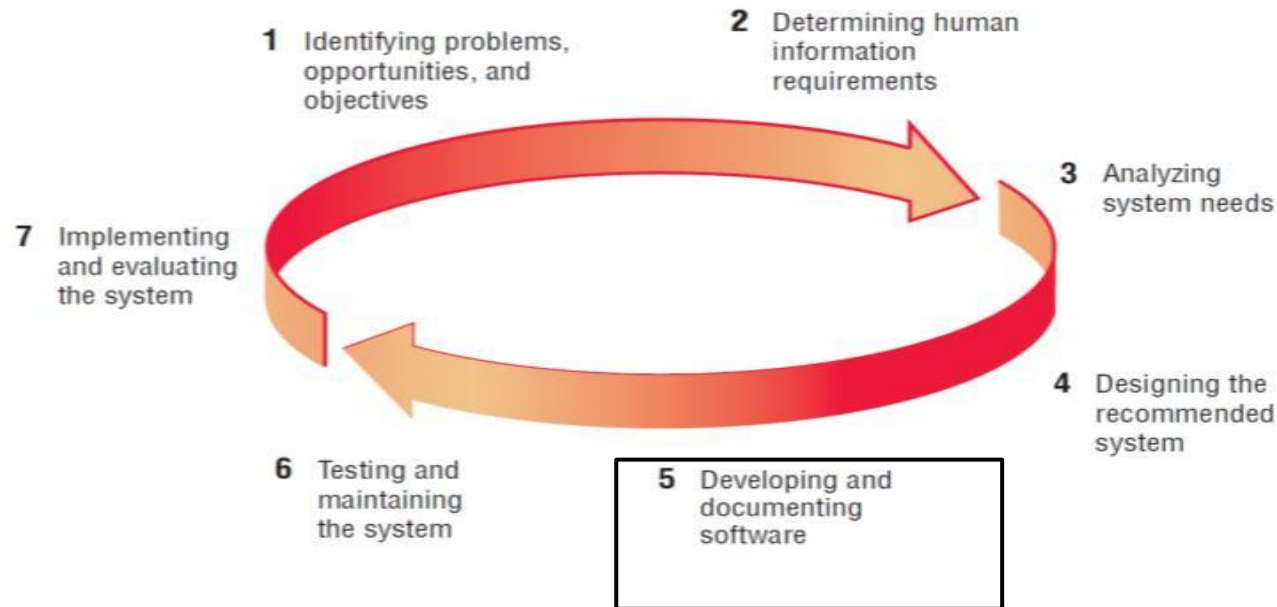 1 Identifying problems,
opportunities, and
objectives
2 Determining human
information
requirements
3 Analyzing
system needs
4 Designing the
recommended
system
5 Developing and
documenting
software
6 Testing and
maintaining
the system
7 Implementing
and evaluating
the system